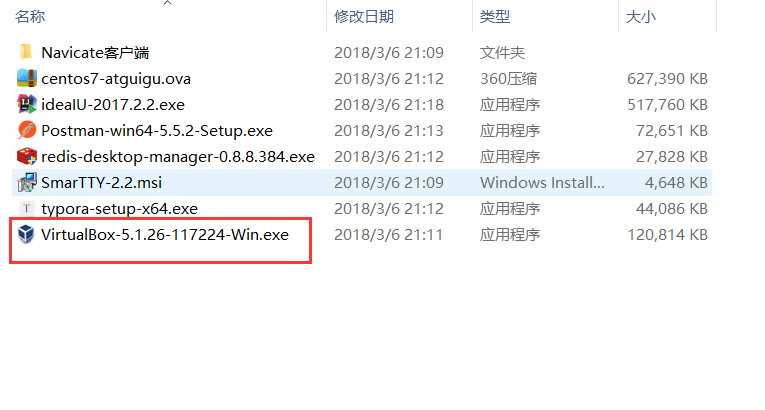 名称 修改日期 类型 大小
Navicate客户端 2018/3/6 21:09 文件夹
centos7-atguigu.ova 2018/3/6 21:12 360压缩 627,390 KB
ideaIU-2017.2.2.exe 2018/3/6 21:18 应用程序 517,760 KB
Postman-win64-5.5.2-Setup.exe 2018/3/6 21:13 应用程序 72,651 KB
redis-desktop-manager-0.8.8.384.exe 2018/3/6 21:12 应用程序 27,828 KB
SmarTTY-2.2.msi 2018/3/6 21:09 Windows Install... 4,648 KB
typora-setup-x64.exe 2018/3/6 21:12 应用程序 44,086 KB
VirtualBox-5.1.26-117224-Win.exe 2018/3/6 21:11 应用程序 120,814 KB